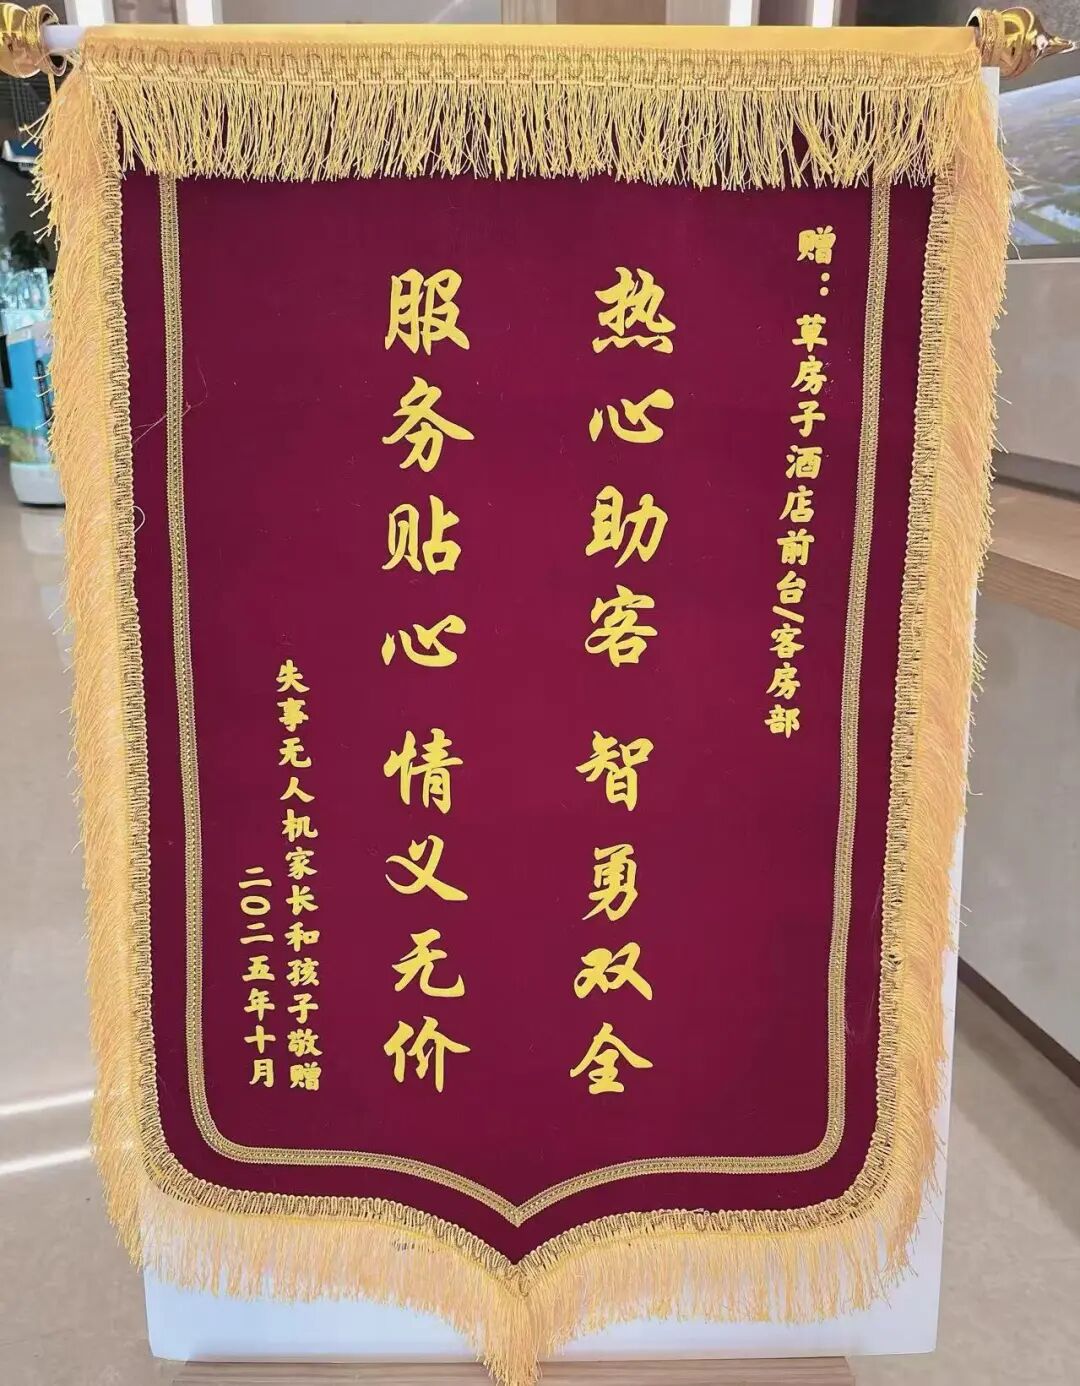 赠：草房子酒店前台/客房部
热心助客 智勇双全
服务贴心 情义无价
失事无人机家长和孩子敬赠
二〇二五年十月